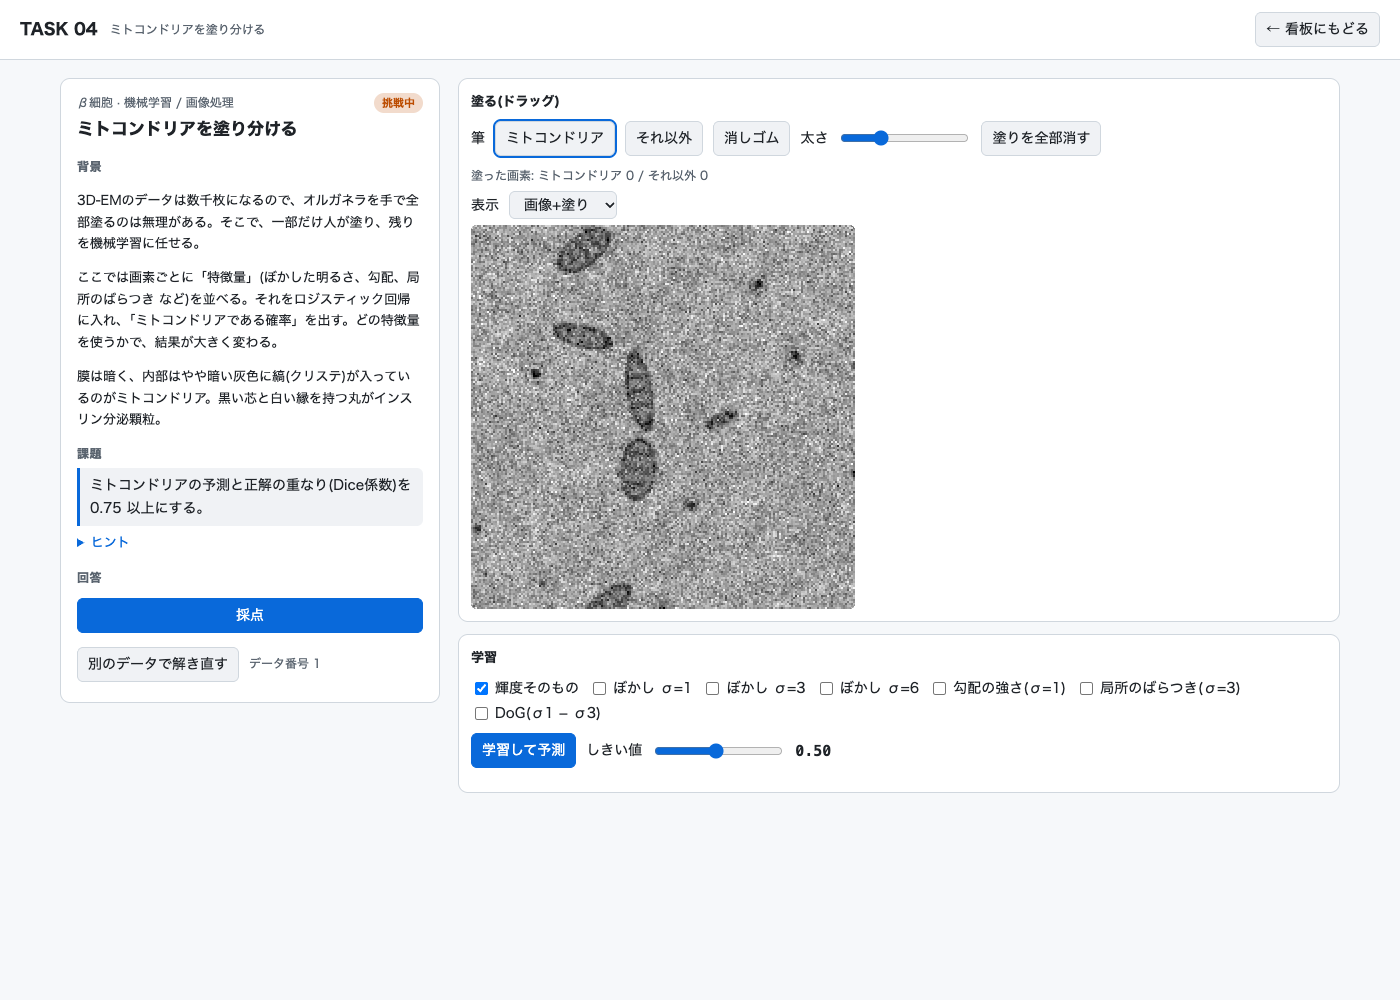 TASK 04 ミトコンドリアを塗り分ける
← 看板にもどる
β細胞 · 機械学習 / 画像処理
挑戦中
ミトコンドリアを塗り分ける
背景
3D-EMのデータは数千枚になるので、オルガネラを手で全
部塗るのは無理がある。そこで、一部だけ人が塗り、残り
を機械学習に任せる。
ここでは画素ごとに「特徴量」(ぼかした明るさ、勾配、局
所のばらつき など)を並べる。それをロジスティック回帰
に入れ、「ミトコンドリアである確率」を出す。どの特徴量
を使うかで、結果が大きく変わる。
膜は暗く、内部はやや暗い灰色に縞(クリステ)が入ってい
るのがミトコンドリア。黒い芯と白い縁を持つ丸がインス
リン分泌顆粒。
課題
ミトコンドリアの予測と正解の重なり(Dice係数)を
0.75 以上にする。
ヒント
回答
採点
別のデータで解き直す データ番号 1
塗る(ドラッグ)
筆 ミトコンドリア それ以外 消しゴム 太さ 塗りを全部消す
塗った画素: ミトコンドリア 0 / それ以外 0
表示 画像+塗り
学習
輝度そのもの ぼかし σ=1 ぼかし σ=3 ぼかし σ=6 勾配の強さ(σ=1) 局所のばらつき(σ=3)
DoG(σ1 − σ3)
学習して予測 しきい値 0.50